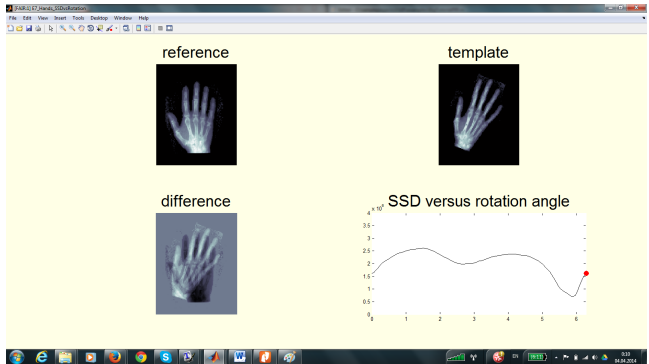 [FAIR:1] E7_Hands_SSDvsRotation
File Edit View Insert Tools Desktop Window Help
reference
template
difference
SSD versus rotation angle
4
3.5
3
2.5
2
1.5
1
0.5
0
0 1 2 3 4 5 6
EN
9:10
04.04.2014